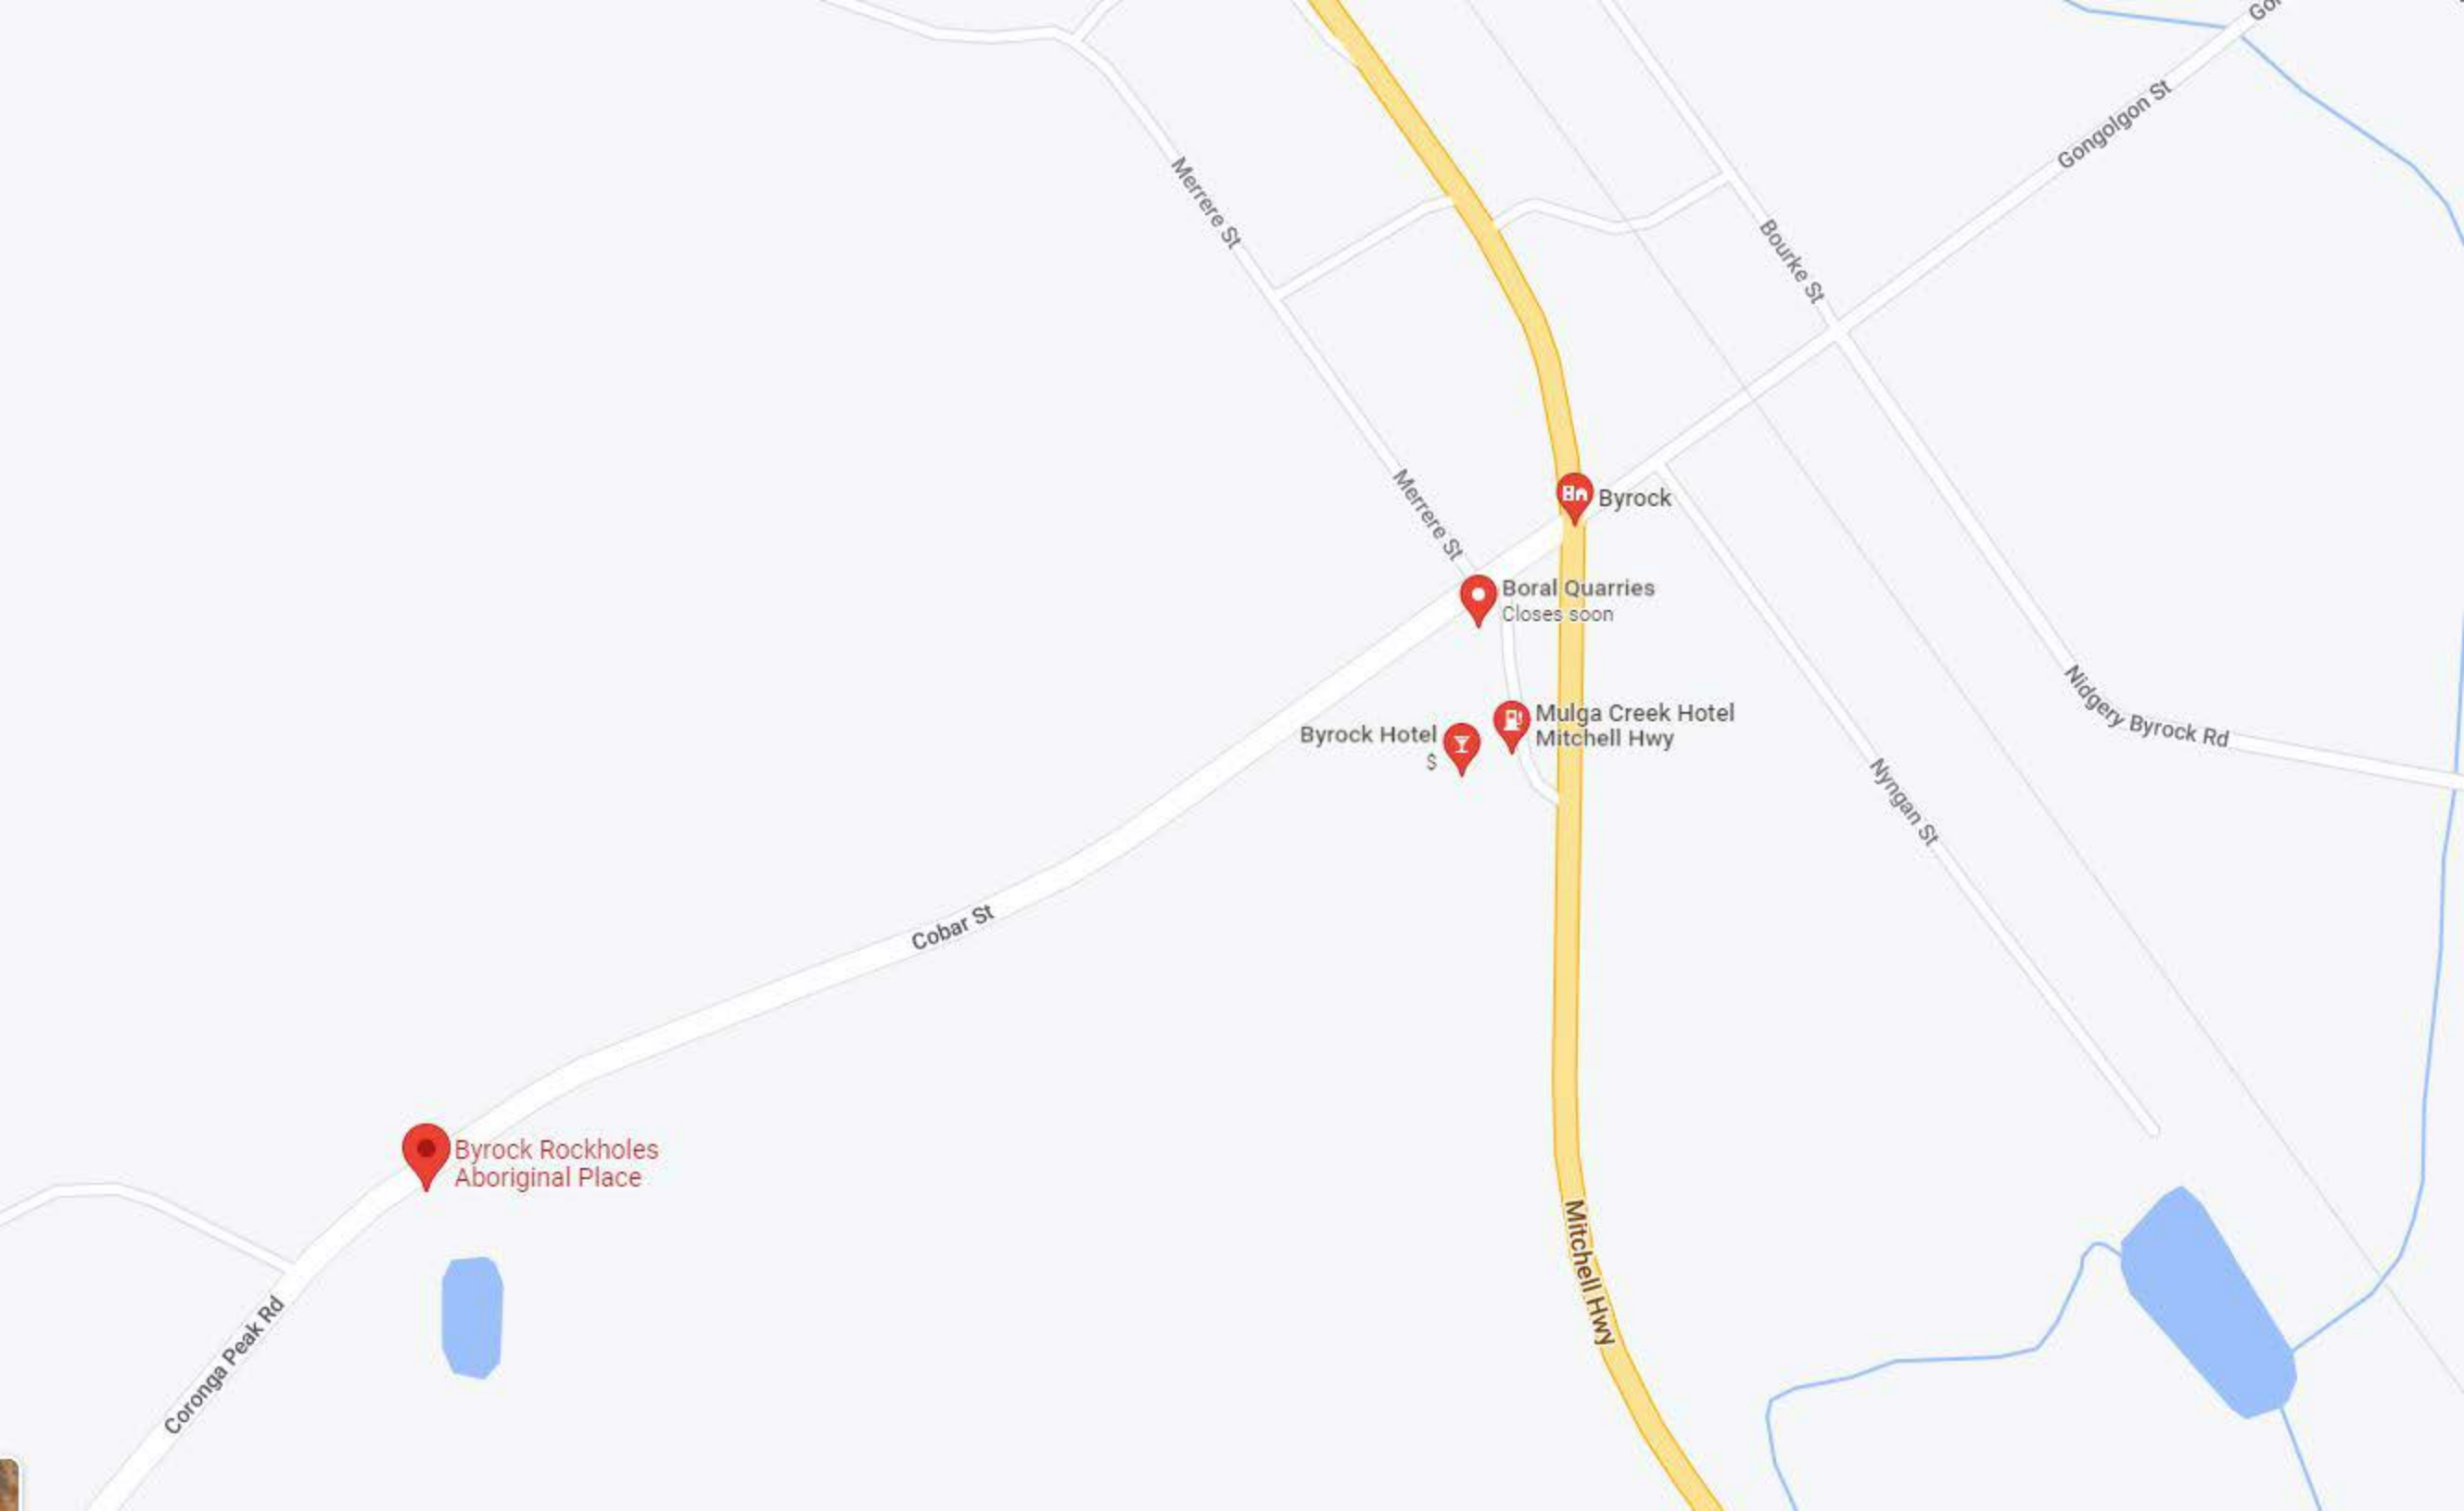 Gongolgon St
Merrere St
Bourke St
Merrere St
Byrock
Boral Quarries
Closes soon
Mulga Creek Hotel
Mitchell Hwy
Byrock Hotel
$
Nidgery Byrock Rd
Nyngan St
Cobar St
Byrock Rockholes
Aboriginal Place
Mitchell Hwy
Coronga Peak Rd